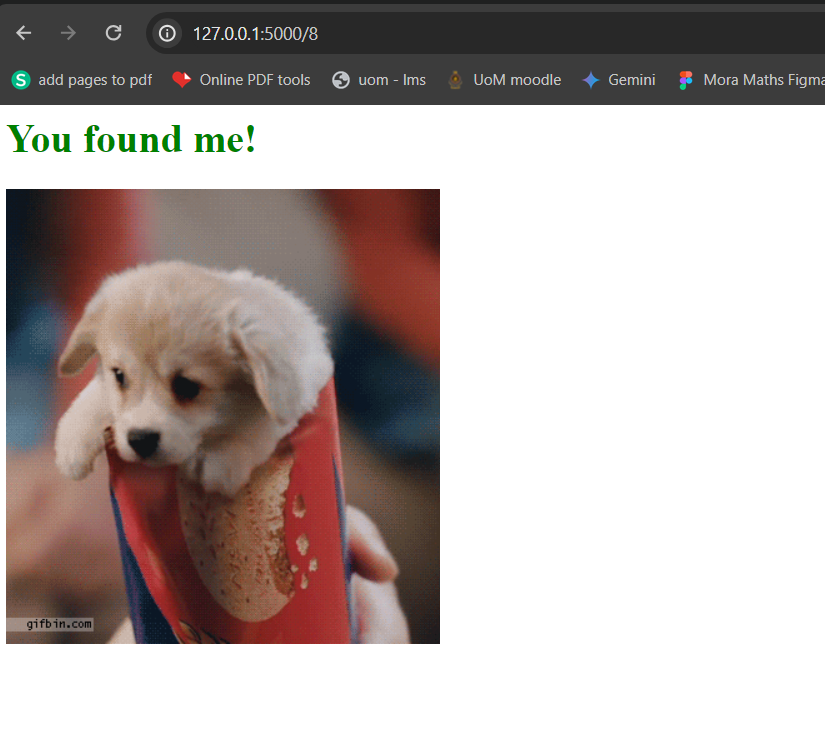 127.0.0.1:5000/8
add pages to pdf Online PDF tools uom - lms UoM moodle Gemini Mora Maths Figma
You found me!
gifbin.com